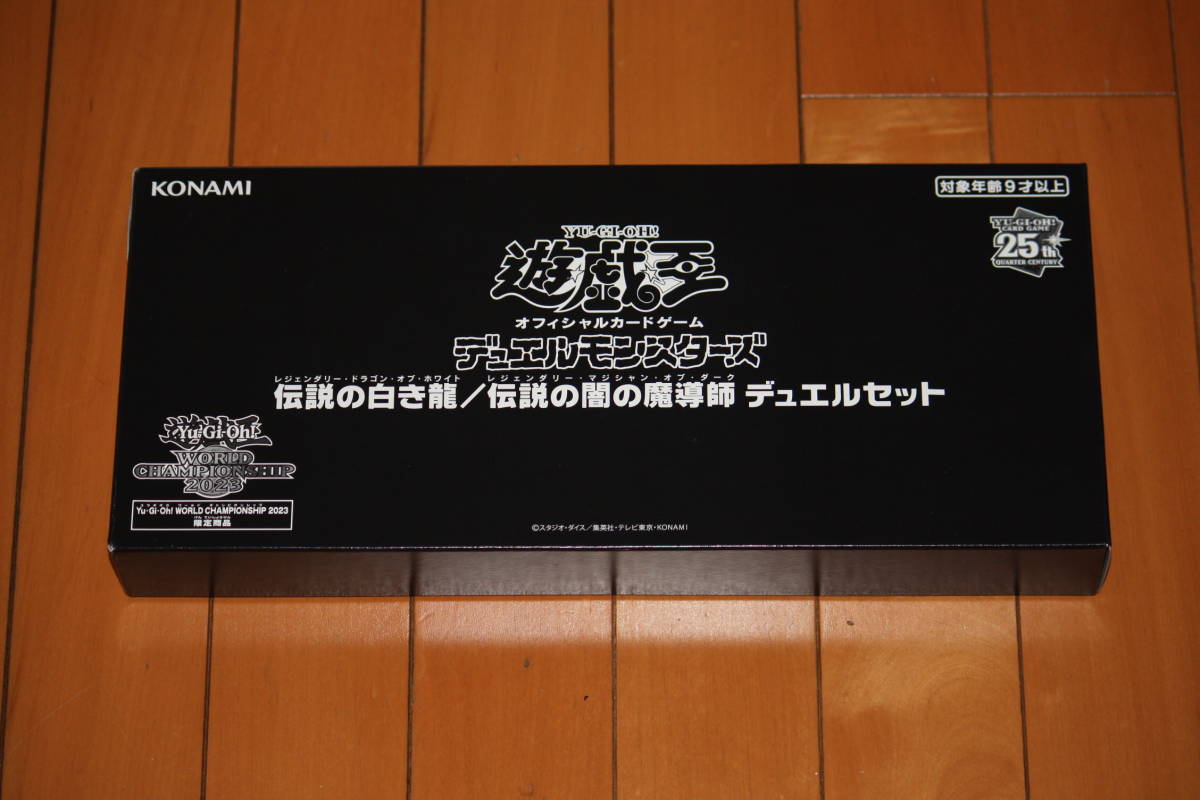 KONAMI
対象年齢9才以上
YU-GI-OH!
CARD GAME
25th
QUARTER CENTURY
YU-GI-OH!
遊☆戯☆王
オフィシャルカードゲーム
デュエルモンスターズ
レジェンダリー・ドラゴン・オブ・ホワイト レジェンダリー・マジシャン・オブ・ダーク
伝説の白き龍／伝説の闇の魔導師 デュエルセット
Yu-Gi-Oh!
WORLD
CHAMPIONSHIP
2023
Yu-Gi-Oh! WORLD CHAMPIONSHIP 2023
限定商品
©スタジオ・ダイス／集英社・テレビ東京・KONAMI